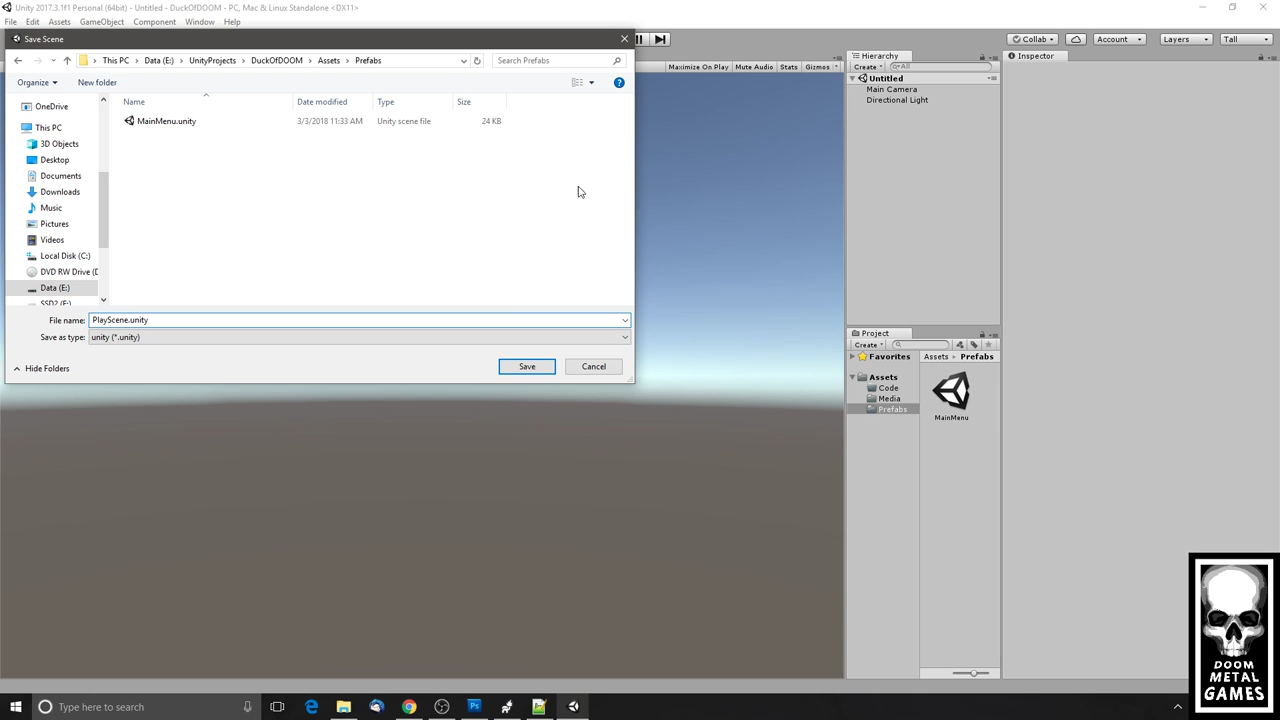 Unity 2017.3.1f1 Personal (64bit) - Untitled - DuckOfDOOM - PC, Mac & Linux Standalone <DX11>
File Edit Assets GameObject Component Window Help
Save Scene
This PC > Data (E:) > UnityProjects > DuckOfDOOM > Assets > Prefabs
Search Prefabs
Organize
New folder
Name
Date modified
Type
Size
MainMenu.unity
3/3/2018 11:33 AM
Unity scene file
24 KB
OneDrive
This PC
3D Objects
Desktop
Documents
Downloads
Music
Pictures
Videos
Local Disk (C:)
DVD RW Drive (D
Data (E:)
SSD2 (F:)
File name: PlayScene.unity
Save as type: unity (*.unity)
Hide Folders
Save
Cancel
Collab
Account
Layers
Tall
Maximize On Play
Mute Audio
Stats
Gizmos
Hierarchy
Create
All
Untitled
Main Camera
Directional Light
Inspector
Project
Create
Favorites
Assets > Prefabs
Assets
Code
Media
Prefabs
MainMenu
DOOM
METAL
GAMES
Type here to search